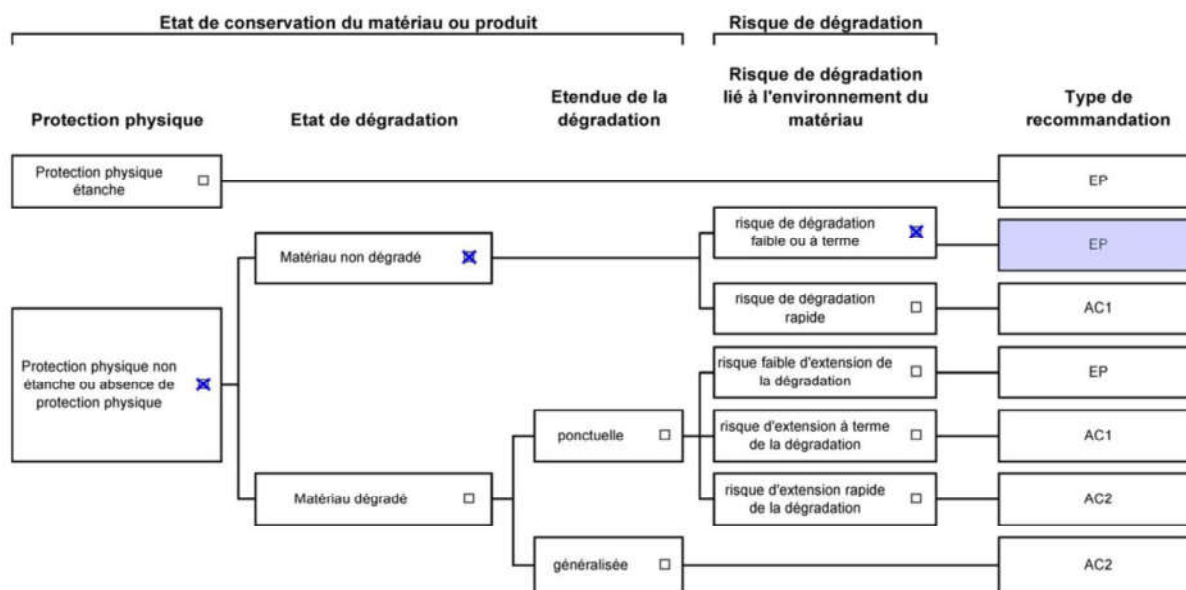 Etat de conservation du matériau ou produit
Risque de dégradation
Protection physique
Etat de dégradation
Etendue de la
dégradation
Risque de dégradation
lié à l'environnement du
matériau
Type de
recommandation
Protection physique
étanche
EP
risque de dégradation
faible ou à terme
EP
Matériau non dégradé
risque de dégradation
rapide
AC1
Protection physique non
étanche ou absence de
protection physique
risque faible d'extension de
la dégradation
EP
ponctuelle
risque d'extension à terme
de la dégradation
AC1
Matériau dégradé
risque d'extension rapide
de la dégradation
AC2
généralisée
AC2